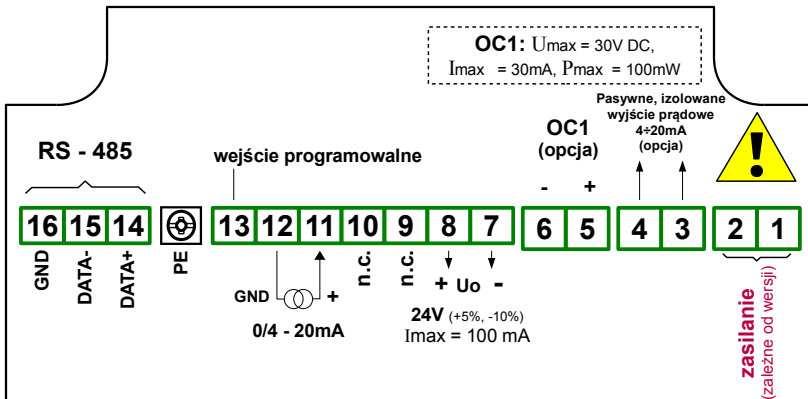 OC1: Umax = 30V DC,
Imax = 30mA, Pmax = 100mW
Pasywne, izolowane
wyjście prądowe
4÷20mA
(opcja)
OC1
(opcja)
- +
RS - 485
wejście programowalne
16 15 14 13 12 11 10 9 8 7 6 5 4 3 2 1
GND
DATA-
DATA+
PE
GND +
0/4 - 20mA
n.c.
n.c.
+ Uo -
24V (+5%, -10%)
Imax = 100 mA
zasilanie
(zależne od wersji)
!